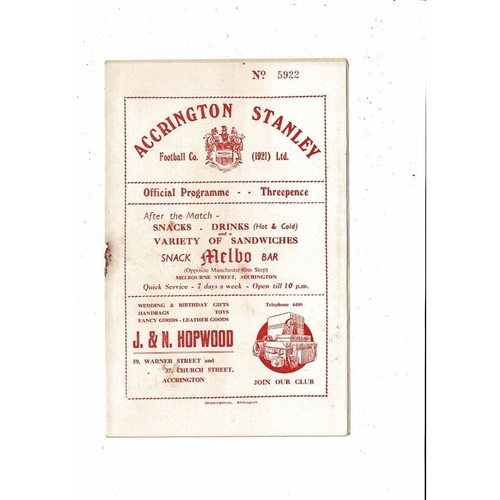 Nº 5922
ACCRINGTON STANLEY
Football Co. (1921) Ltd.
Official Programme - - Threepence
After the Match -
SNACKS . DRINKS (Hot & Cold)
and a
VARIETY OF SANDWICHES
SNACK Melbo BAR
(Opposite Manchester Bus Stop)
MELBOURNE STREET, ACCRINGTON
Quick Service - 7 days a week - Open till 10 p.m.
WEDDING & BIRTHDAY GIFTS
HANDBAGS TOYS
FANCY GOODS - LEATHER GOODS
J. & N. HOPWOOD
59, WARNER STREET and
37, CHURCH STREET,
ACCRINGTON
Telephone 4400
JOIN OUR CLUB